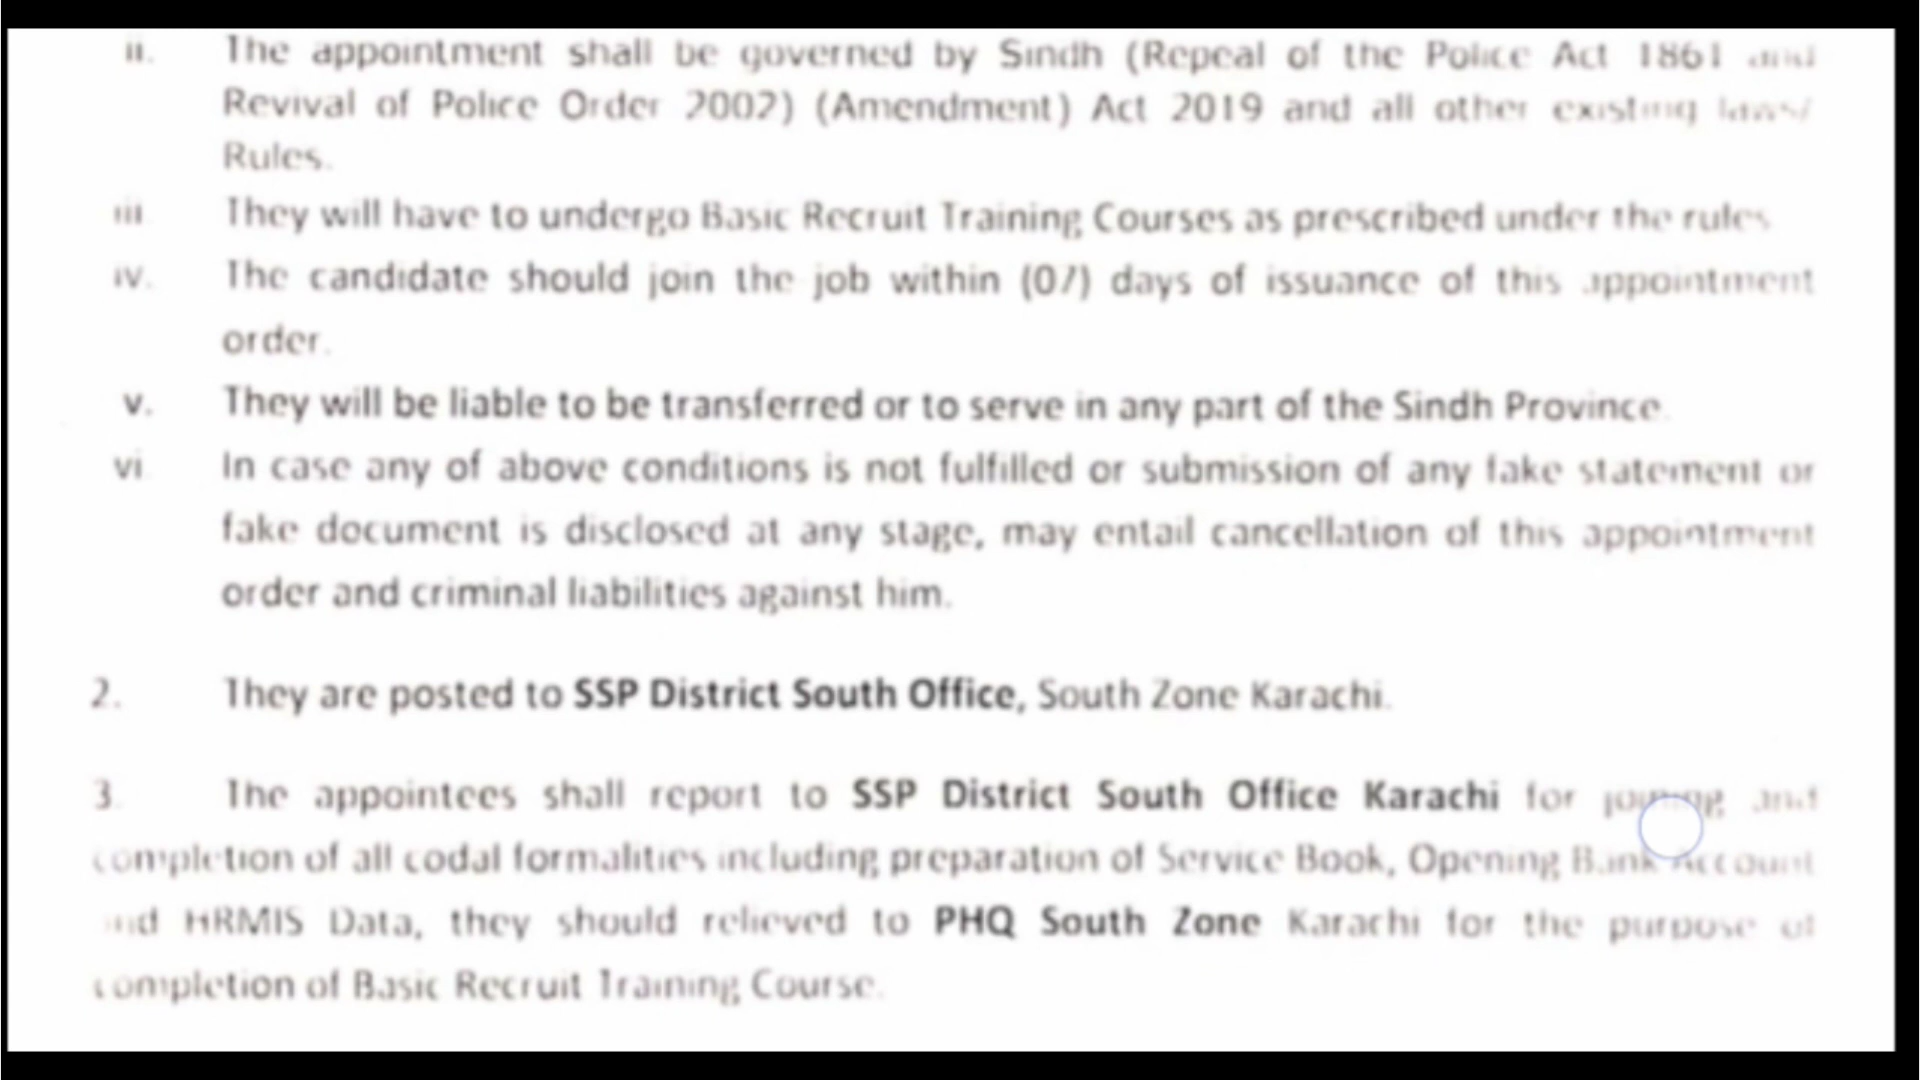 ii. The appointment shall be governed by Sindh (Repeal of the Police Act 1861 and
Revival of Police Order 2002) (Amendment) Act 2019 and all other existing laws/
Rules.
iii. They will have to undergo Basic Recruit Training Courses as prescribed under the rules
iv. The candidate should join the job within (07) days of issuance of this appointment
order.
v. They will be liable to be transferred or to serve in any part of the Sindh Province.
vi. In case any of above conditions is not fulfilled or submission of any fake statement or
fake document is disclosed at any stage, may entail cancellation of this appointment
order and criminal liabilities against him.
2. They are posted to SSP District South Office, South Zone Karachi.
3. The appointees shall report to SSP District South Office Karachi for joining and
completion of all codal formalities including preparation of Service Book, Opening Bank Account
and HRMIS Data, they should relieved to PHQ South Zone Karachi for the purpose of
completion of Basic Recruit Training Course.